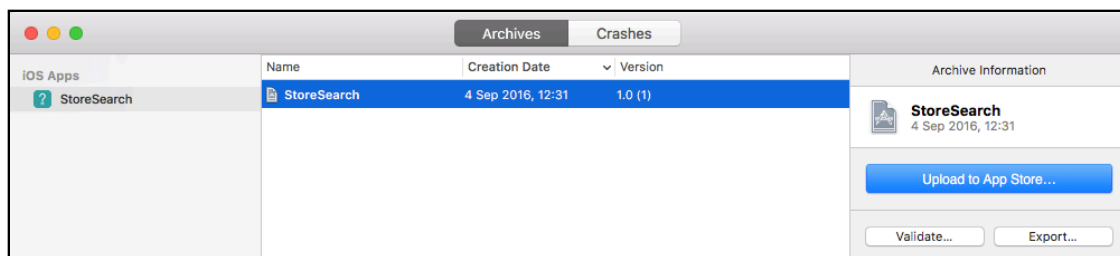 Archives Crashes
iOS Apps
? StoreSearch
Name Creation Date Version
StoreSearch 4 Sep 2016, 12:31 1.0 (1)
Archive Information
StoreSearch
4 Sep 2016, 12:31
Upload to App Store...
Validate... Export...